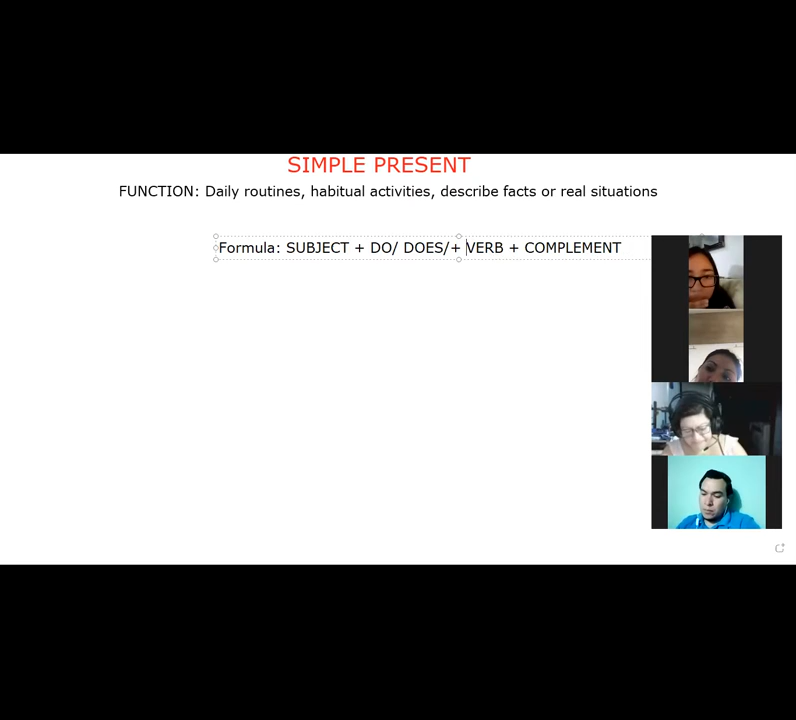 SIMPLE PRESENT
FUNCTION: Daily routines, habitual activities, describe facts or real situations
Formula: SUBJECT + DO/ DOES/+ VERB + COMPLEMENT